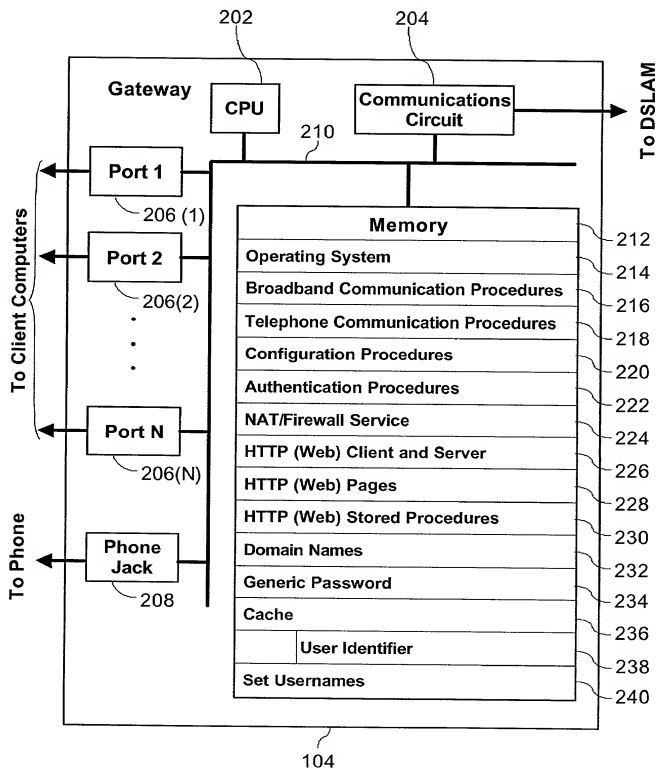 202
204
Gateway
CPU
Communications
Circuit
To DSLAM
210
Port 1
206 (1)
Port 2
206(2)
Port N
206(N)
To Client Computers
Phone
Jack
208
To Phone
Memory
212
Operating System
214
Broadband Communication Procedures
216
Telephone Communication Procedures
218
Configuration Procedures
220
Authentication Procedures
222
NAT/Firewall Service
224
HTTP (Web) Client and Server
226
HTTP (Web) Pages
228
HTTP (Web) Stored Procedures
230
Domain Names
232
Generic Password
234
Cache
236
User Identifier
238
Set Usernames
240
104